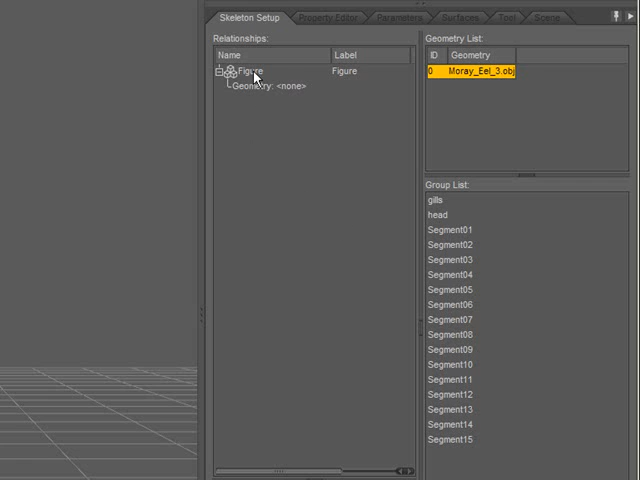 Skeleton Setup Property Editor Parameters Surfaces Tool Scene
Relationships:
Name Label
Figure Figure
Geometry: <none>
Geometry List:
ID Geometry
0 Moray_Eel_3.obj
Group List:
gills
head
Segment01
Segment02
Segment03
Segment04
Segment05
Segment06
Segment07
Segment08
Segment09
Segment10
Segment11
Segment12
Segment13
Segment14
Segment15